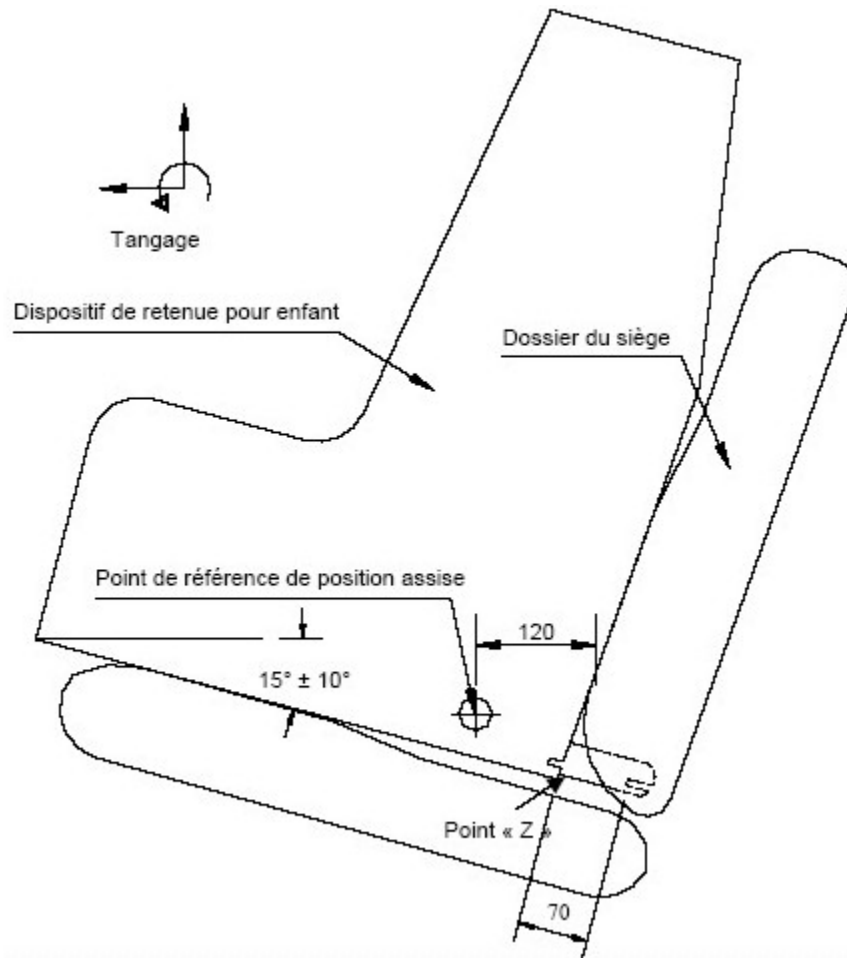 Tangage
Dispositif de retenue pour enfant
Dossier du siège
Point de référence de position assise
120
15° ± 10°
Point « Z »
70